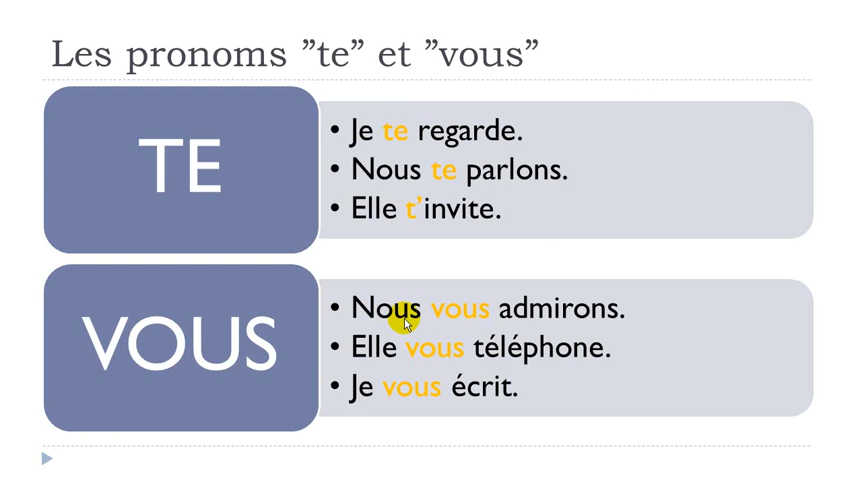 Les pronoms ”te” et ”vous”
TE
• Je te regarde.
• Nous te parlons.
• Elle t’invite.
VOUS
• Nous vous admirons.
• Elle vous téléphone.
• Je vous écrit.